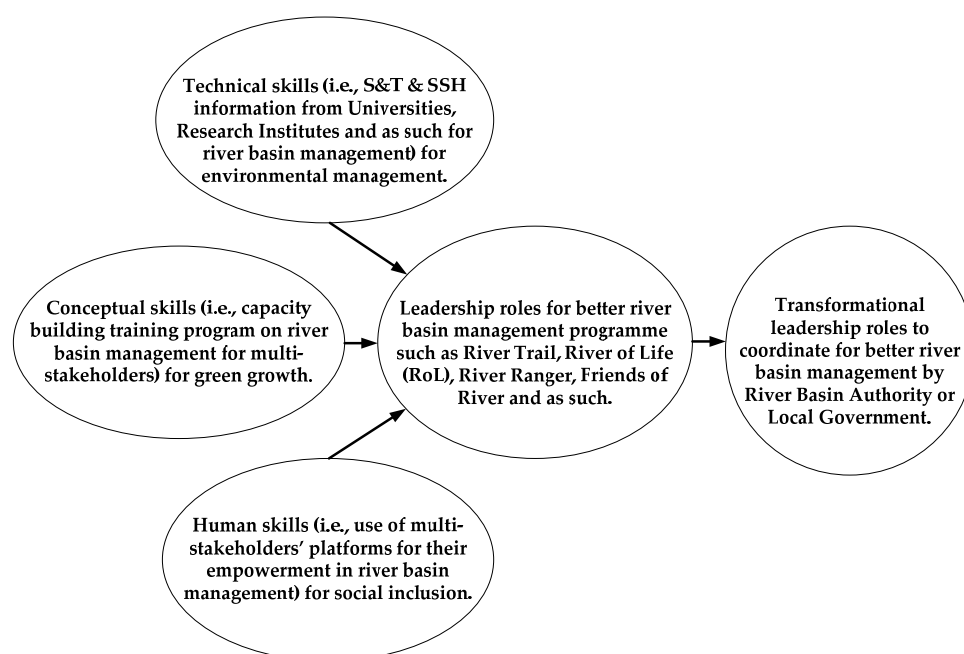 Technical skills (i.e., S&T & SSH
information from Universities,
Research Institutes and as such for
river basin management) for
environmental management.
Conceptual skills (i.e., capacity
building training program on river
basin management for multi-
stakeholders) for green growth.
Leadership roles for better river
basin management programme
such as River Trail, River of Life
(RoL), River Ranger, Friends of
River and as such.
Transformational
leadership roles to
coordinate for better river
basin management by
River Basin Authority or
Local Government.
Human skills (i.e., use of multi-
stakeholders’ platforms for their
empowerment in river basin
management) for social inclusion.